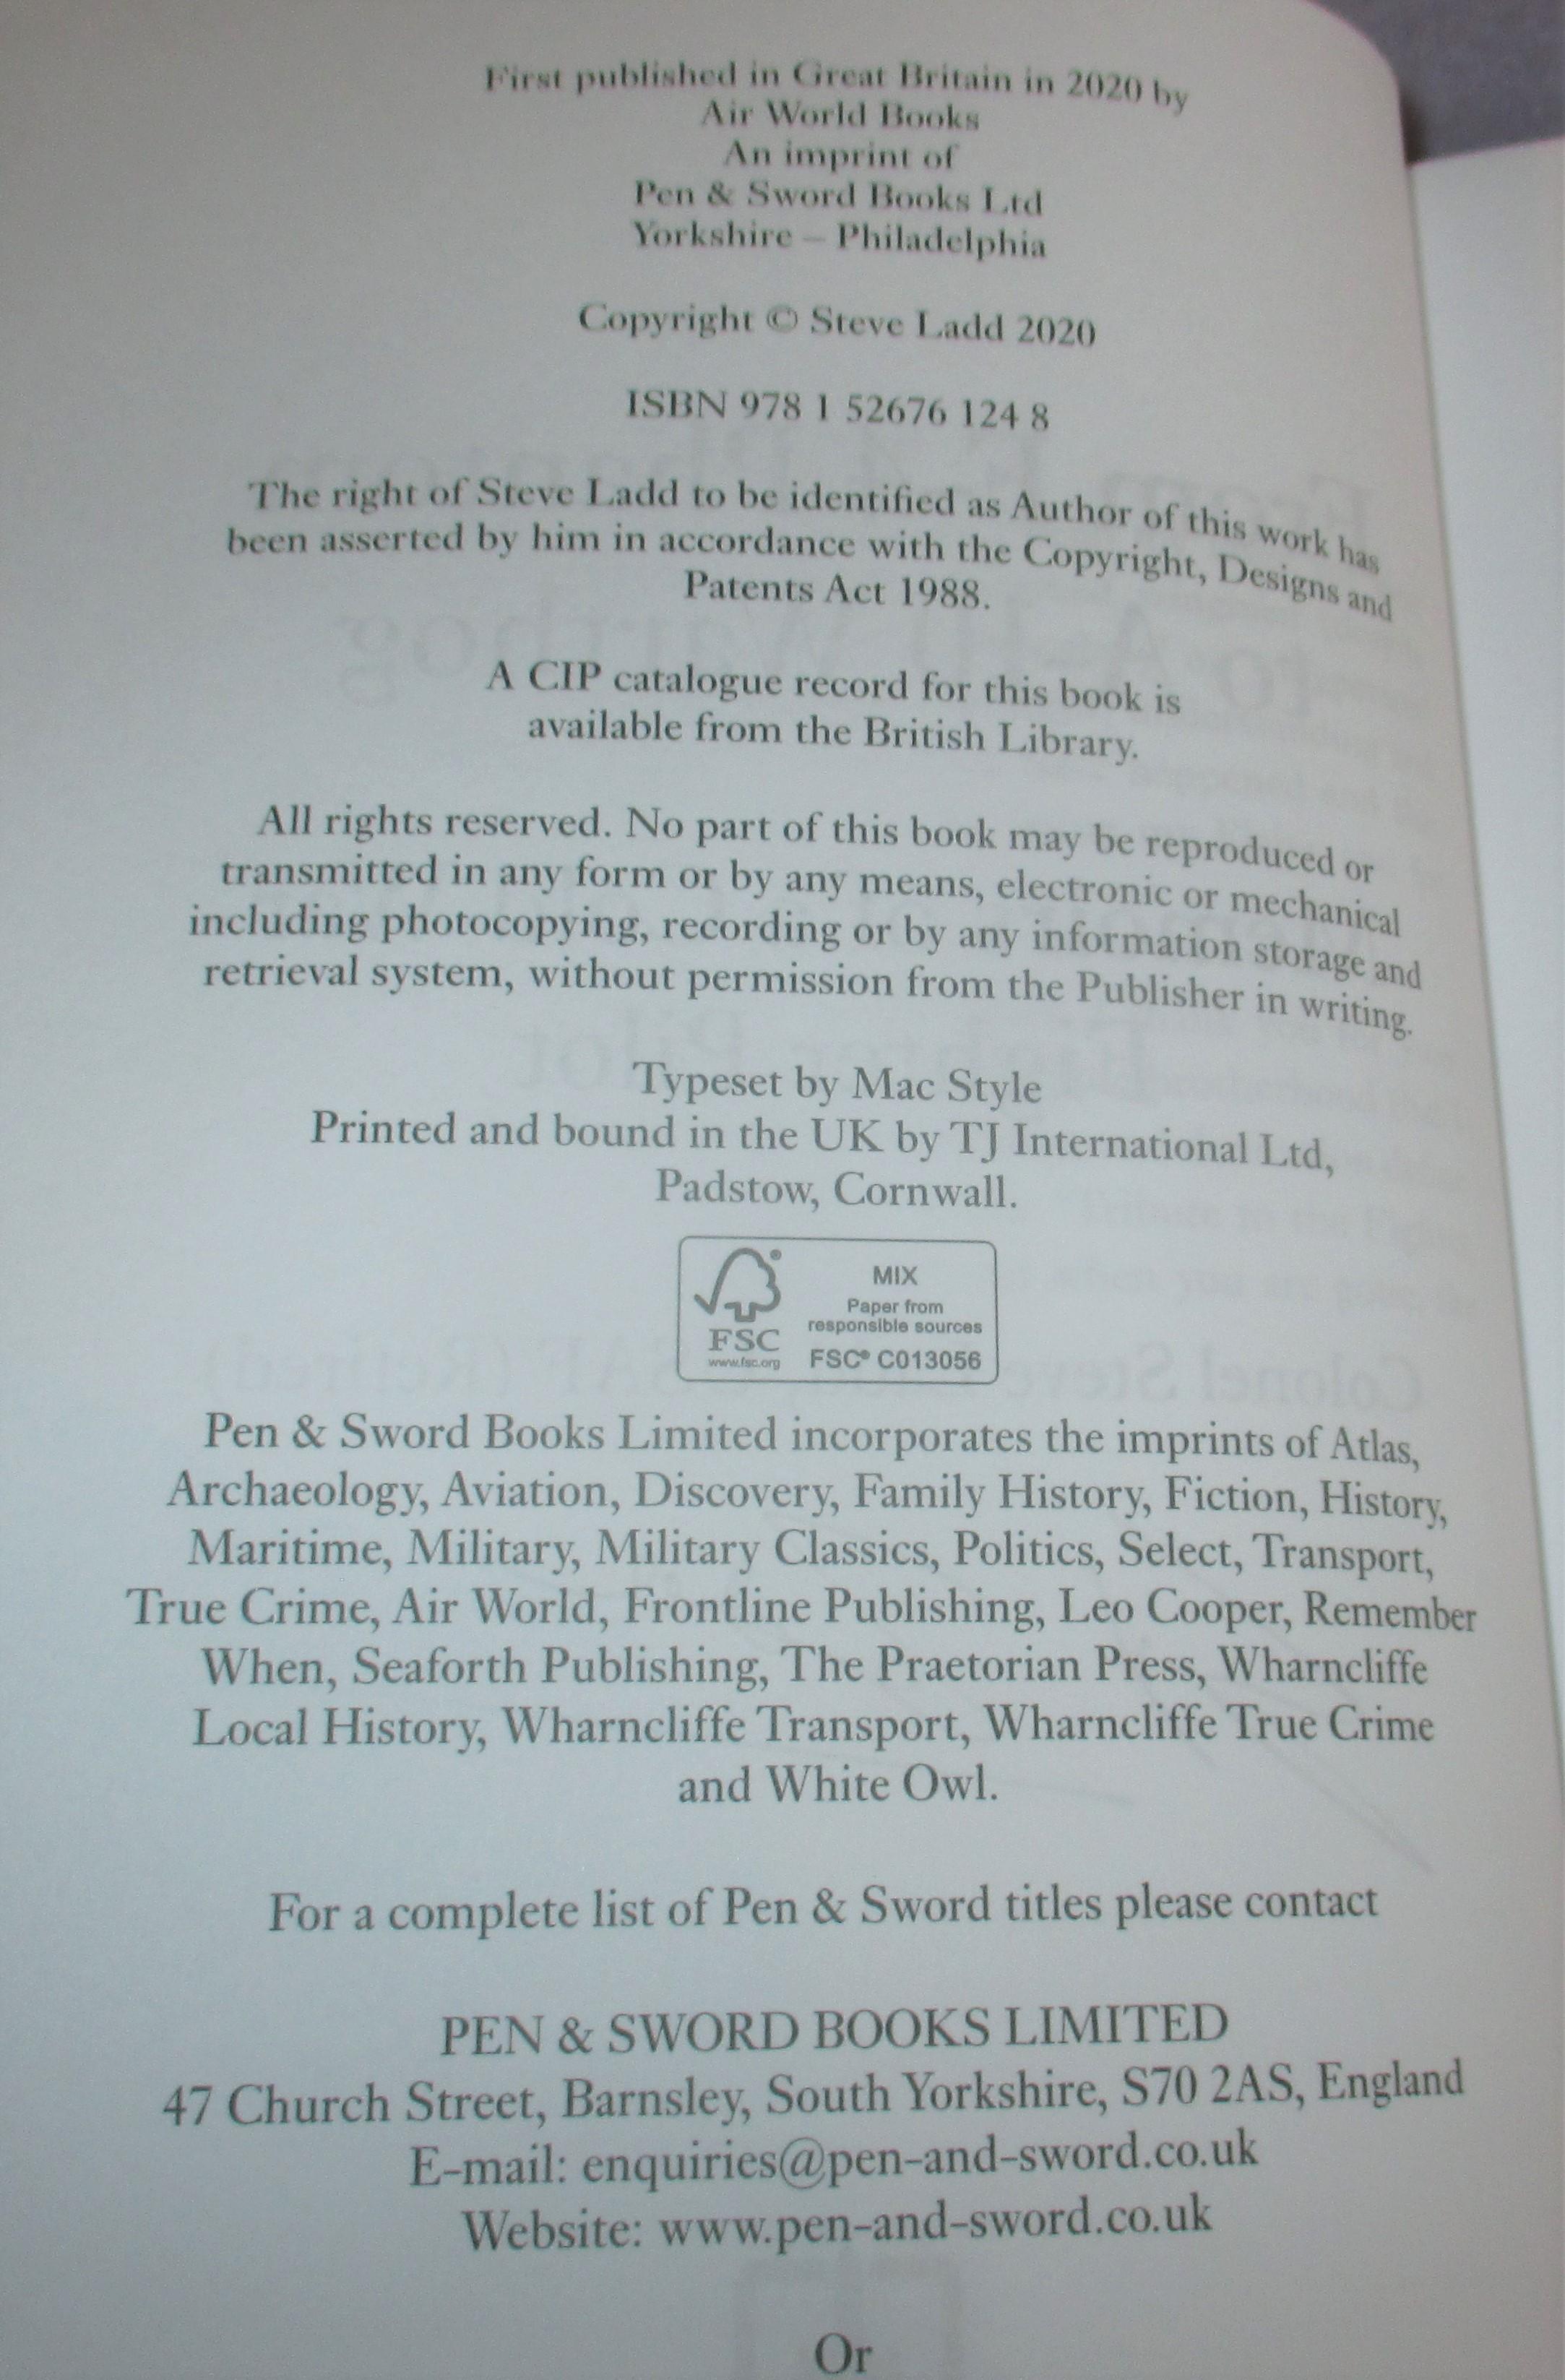 First published in Great Britain in 2020 by
Air World Books
An imprint of
Pen & Sword Books Ltd
Yorkshire – Philadelphia
Copyright © Steve Ladd 2020
ISBN 978 1 52676 124 8
The right of Steve Ladd to be identified as Author of this work has
been asserted by him in accordance with the Copyright, Designs and
Patents Act 1988.
A CIP catalogue record for this book is
available from the British Library.
All rights reserved. No part of this book may be reproduced or
transmitted in any form or by any means, electronic or mechanical
including photocopying, recording or by any information storage and
retrieval system, without permission from the Publisher in writing.
Typeset by Mac Style
Printed and bound in the UK by TJ International Ltd,
Padstow, Cornwall.
FSC
www.fsc.org
MIX
Paper from
responsible sources
FSC® C013056
Pen & Sword Books Limited incorporates the imprints of Atlas,
Archaeology, Aviation, Discovery, Family History, Fiction, History,
Maritime, Military, Military Classics, Politics, Select, Transport,
True Crime, Air World, Frontline Publishing, Leo Cooper, Remember
When, Seaforth Publishing, The Praetorian Press, Wharncliffe
Local History, Wharncliffe Transport, Wharncliffe True Crime
and White Owl.
For a complete list of Pen & Sword titles please contact
PEN & SWORD BOOKS LIMITED
47 Church Street, Barnsley, South Yorkshire, S70 2AS, England
E-mail: enquiries@pen-and-sword.co.uk
Website: www.pen-and-sword.co.uk
Or